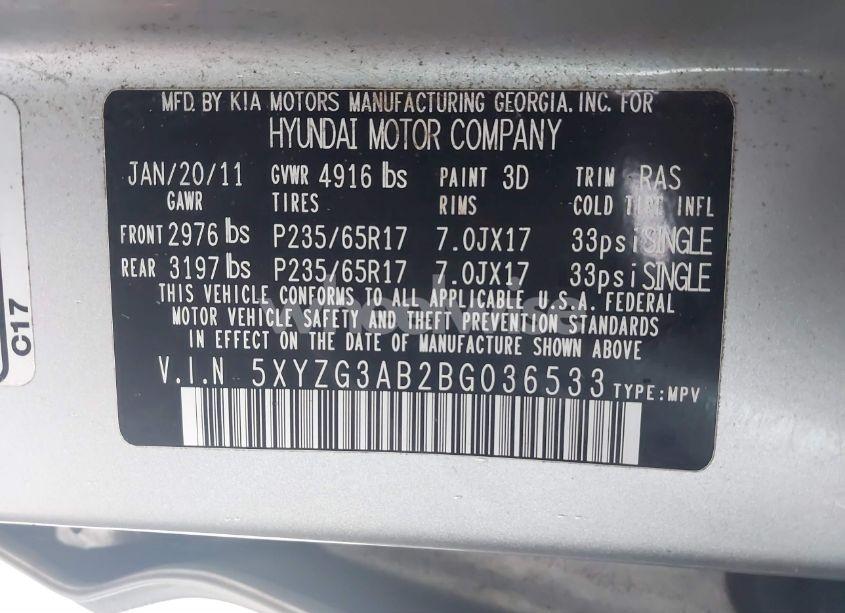 MFD. BY KIA MOTORS MANUFACTURING GEORGIA. INC. FOR
HYUNDAI MOTOR COMPANY
JAN/20/11 GVWR 4916 lbs PAINT 3D TRIM RAS
GAWR TIRES RIMS COLD TIRE INFL
FRONT 2976 lbs P235/65R17 7.0JX17 33psi SINGLE
REAR 3197 lbs P235/65R17 7.0JX17 33psi SINGLE
THIS VEHICLE CONFORMS TO ALL APPLICABLE U.S.A. FEDERAL
MOTOR VEHICLE SAFETY AND THEFT PREVENTION STANDARDS
IN EFFECT ON THE DATE OF MANUFACTURE SHOWN ABOVE
V.I.N 5XYZG3AB2BG036533 TYPE:MPV
C17